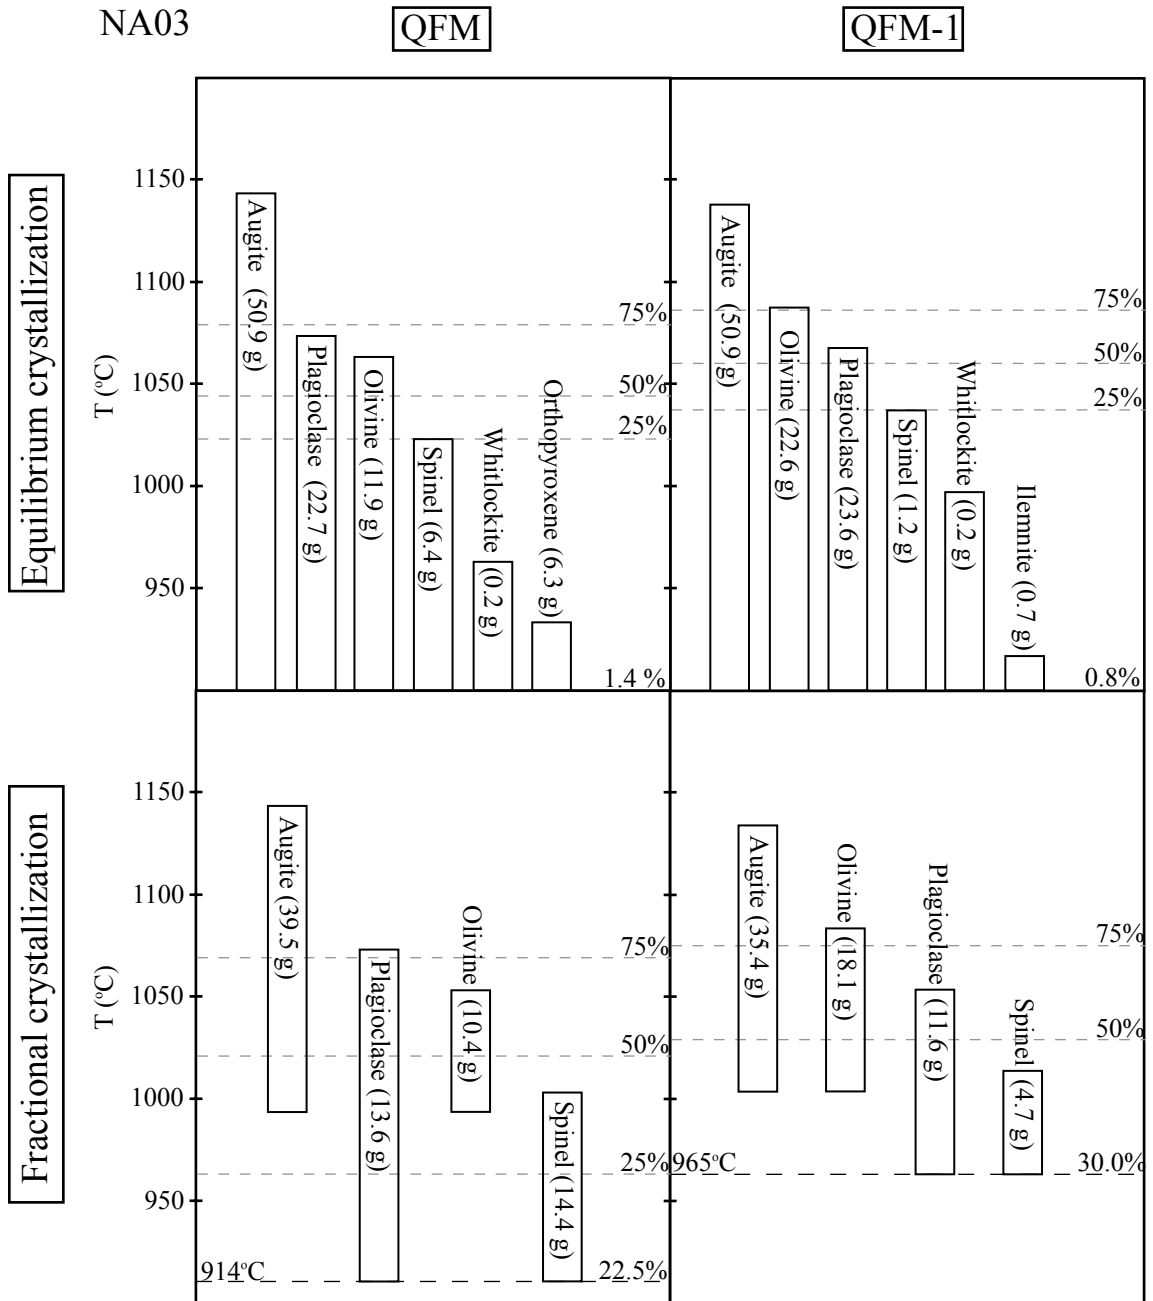 NA03
QFM
QFM-1
Equilibrium crystallization
T (°C)
1150
1100
1050
1000
950
Augite (50.9 g)
Plagioclase (22.7 g)
Olivine (11.9 g)
Spinel (6.4 g)
Whitlockite (0.2 g)
Orthopyroxene (6.3 g)
75%
50%
25%
1.4 %
Augite (50.9 g)
Olivine (22.6 g)
Plagioclase (23.6 g)
Spinel (1.2 g)
Whitlockite (0.2 g)
Ilemnite (0.7 g)
75%
50%
25%
0.8%
Fractional crystallization
T (°C)
1150
1100
1050
1000
950
Augite (39.5 g)
Plagioclase (13.6 g)
Olivine (10.4 g)
Spinel (14.4 g)
75%
50%
25%
914°C
22.5%
Augite (35.4 g)
Olivine (18.1 g)
Plagioclase (11.6 g)
Spinel (4.7 g)
75%
50%
965°C
30.0%